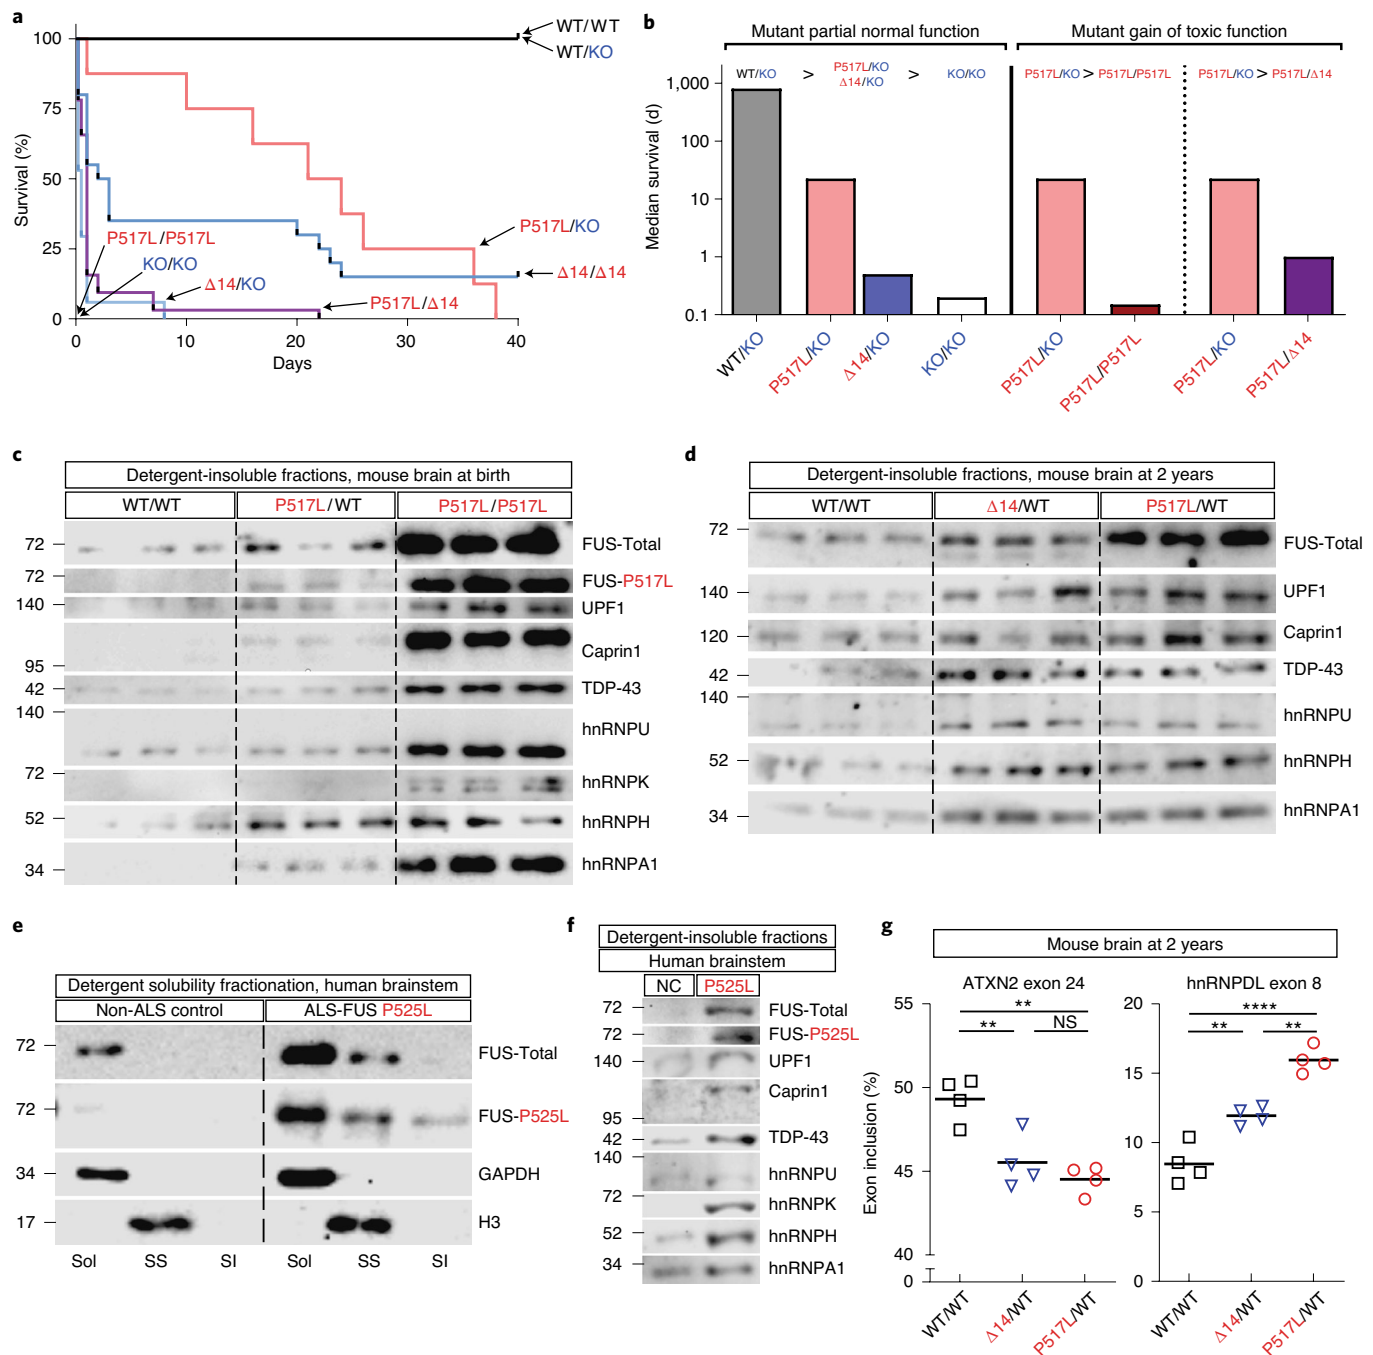 a
Survival (%)
100
75
50
25
0
0 10 20 30 40
Days
WT/WT
WT/KO
P517L/KO
Δ14/Δ14
P517L/P517L
KO/KO
Δ14/KO
P517L/Δ14
b
Mutant partial normal function
Mutant gain of toxic function
WT/KO > P517L/KO Δ14/KO > KO/KO
P517L/KO > P517L/P517L
P517L/KO > P517L/Δ14
Median survival (d)
1,000
100
10
1
0.1
WT/KO
P517L/KO
Δ14/KO
KO/KO
P517L/KO
P517L/P517L
P517L/KO
P517L/Δ14
c
Detergent-insoluble fractions, mouse brain at birth
WT/WT P517L/WT P517L/P517L
72 FUS-Total
72 FUS-P517L
140 UPF1
Caprin1
95
42 TDP-43
140
hnRNPU
72 hnRNPK
52 hnRNPH
34 hnRNPA1
d
Detergent-insoluble fractions, mouse brain at 2 years
WT/WT Δ14/WT P517L/WT
72 FUS-Total
140 UPF1
120 Caprin1
42 TDP-43
140
hnRNPU
52 hnRNPH
34 hnRNPA1
e
Detergent solubility fractionation, human brainstem
Non-ALS control ALS-FUS P525L
72 FUS-Total
72 FUS-P525L
34 GAPDH
17 H3
Sol SS SI Sol SS SI
f
Detergent-insoluble fractions
Human brainstem
NC P525L
72 FUS-Total
72 FUS-P525L
140 UPF1
Caprin1
95
42 TDP-43
140
hnRNPU
72 hnRNPK
52 hnRNPH
34 hnRNPA1
g
Mouse brain at 2 years
ATXN2 exon 24
Exon inclusion (%)
55
50
45
40
0
**
** NS
WT/WT
Δ14/WT
P517L/WT
hnRNPDL exon 8
20
15
10
5
0
****
** **
WT/WT
Δ14/WT
P517L/WT